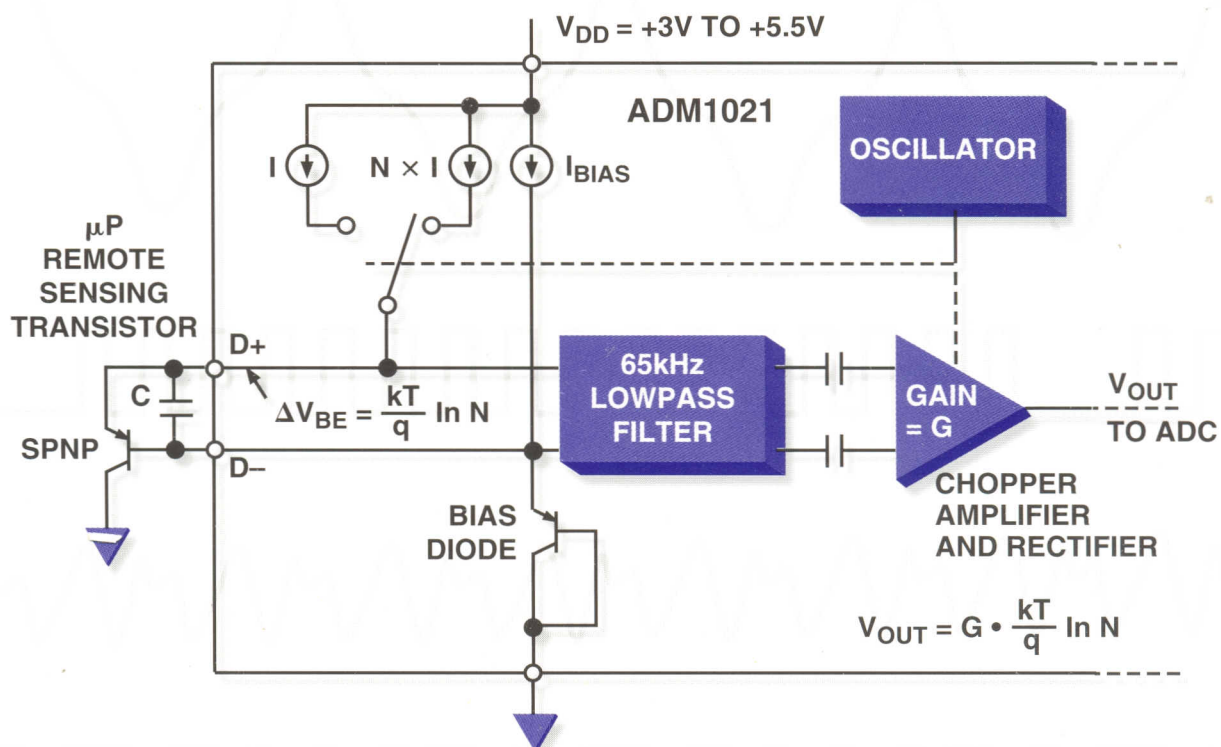 V_DD = +3V TO +5.5V
ADM1021
OSCILLATOR
I
N × I
I_BIAS
μP
REMOTE
SENSING
TRANSISTOR
D+
C
ΔV_BE = kT/q ln N
65kHz
LOWPASS
FILTER
GAIN
= G
V_OUT
TO ADC
SPNP
D–
BIAS
DIODE
CHOPPER
AMPLIFIER
AND RECTIFIER
V_OUT = G • kT/q ln N